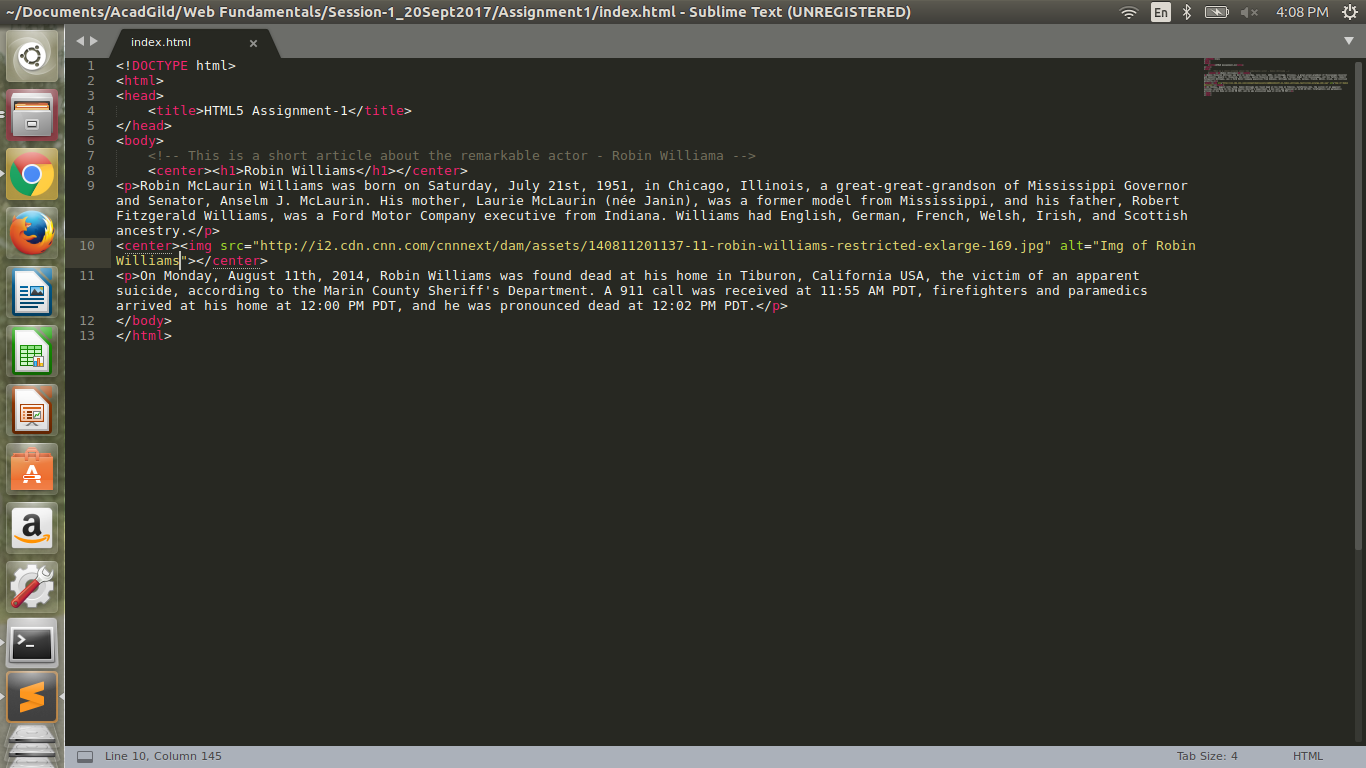 ~/Documents/AcadGild/Web Fundamentals/Session-1_20Sept2017/Assignment1/index.html - Sublime Text (UNREGISTERED)
En
4:08 PM
index.html
1 <!DOCTYPE html>
2 <html>
3 <head>
4 <title>HTML5 Assignment-1</title>
5 </head>
6 <body>
7 <!-- This is a short article about the remarkable actor - Robin Williama -->
8 <center><h1>Robin Williams</h1></center>
9 <p>Robin McLaurin Williams was born on Saturday, July 21st, 1951, in Chicago, Illinois, a great-great-grandson of Mississippi Governor
and Senator, Anselm J. McLaurin. His mother, Laurie McLaurin (née Janin), was a former model from Mississippi, and his father, Robert
Fitzgerald Williams, was a Ford Motor Company executive from Indiana. Williams had English, German, French, Welsh, Irish, and Scottish
ancestry.</p>
10 <center><img src="http://i2.cdn.cnn.com/cnnnext/dam/assets/140811201137-11-robin-williams-restricted-exlarge-169.jpg" alt="Img of Robin
Williams"></center>
11 <p>On Monday, August 11th, 2014, Robin Williams was found dead at his home in Tiburon, California USA, the victim of an apparent
suicide, according to the Marin County Sheriff's Department. A 911 call was received at 11:55 AM PDT, firefighters and paramedics
arrived at his home at 12:00 PM PDT, and he was pronounced dead at 12:02 PM PDT.</p>
12 </body>
13 </html>
Line 10, Column 145
Tab Size: 4
HTML